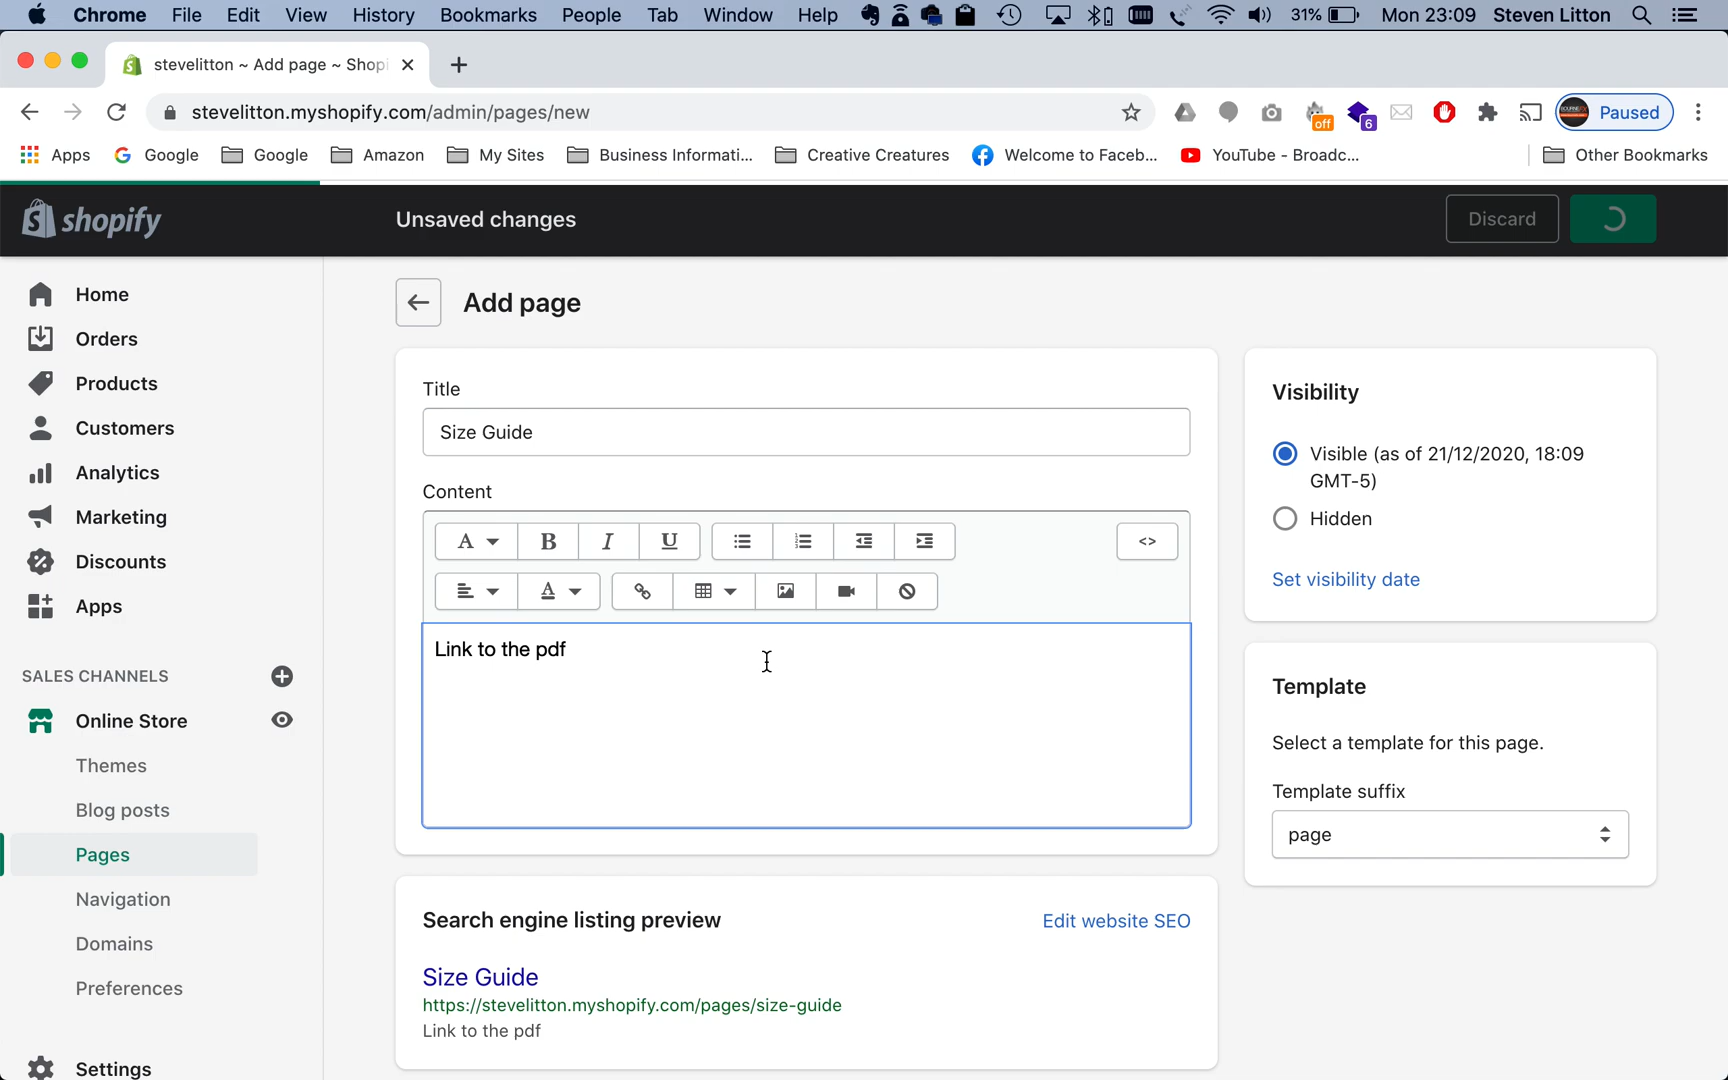 Chrome File Edit View History Bookmarks People Tab Window Help 31% Mon 23:09 Steven Litton
stevelitton ~ Add page ~ Shopi
stevelitton.myshopify.com/admin/pages/new
off
6
Paused
Apps Google Google Amazon My Sites Business Informati... Creative Creatures Welcome to Faceb... YouTube - Broadc... Other Bookmarks
shopify
Unsaved changes
Discard
Home
Orders
Products
Customers
Analytics
Marketing
Discounts
Apps
SALES CHANNELS
Online Store
Themes
Blog posts
Pages
Navigation
Domains
Preferences
Settings
Add page
Title
Size Guide
Content
A B I U <>
A
Link to the pdf
Search engine listing preview
Edit website SEO
Size Guide
https://stevelitton.myshopify.com/pages/size-guide
Link to the pdf
Visibility
Visible (as of 21/12/2020, 18:09
GMT-5)
Hidden
Set visibility date
Template
Select a template for this page.
Template suffix
page